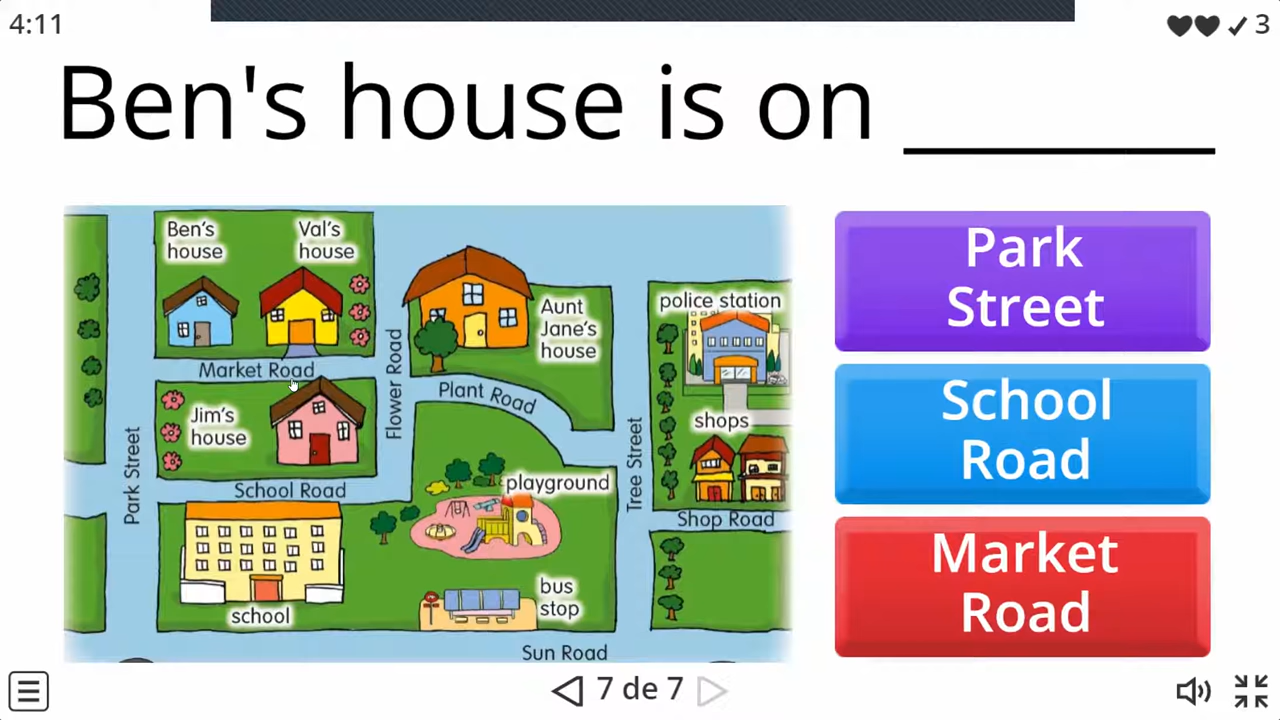 4:11
3
Ben's house is on ________
Ben's
house
Val's
house
Aunt
Jane's
house
police station
Market Road
Flower Road
Plant Road
Jim's
house
shops
Park Street
Tree Street
School Road
playground
Shop Road
school
bus
stop
Sun Road
Park
Street
School
Road
Market
Road
7 de 7